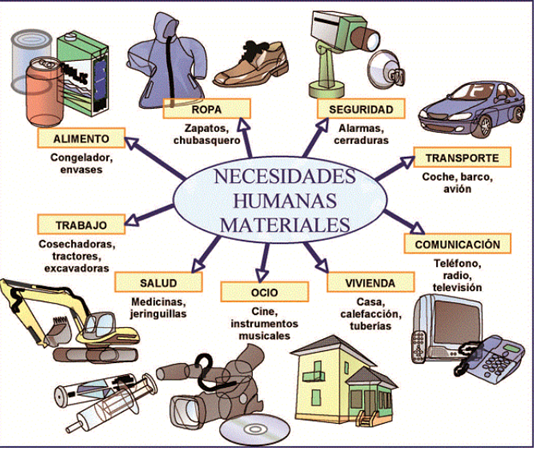 ROPA
Zapatos,
chubasquero
SEGURIDAD
Alarmas,
cerraduras
ALIMENTO
Congelador,
envases
TRANSPORTE
Coche, barco,
avión
NECESIDADES
HUMANAS
MATERIALES
TRABAJO
Cosechadoras,
tractores,
excavadoras
COMUNICACIÓN
Teléfono,
radio,
televisión
SALUD
Medicinas,
jeringuillas
OCIO
Cine,
instrumentos
musicales
VIVIENDA
Casa,
calefacción,
tuberias